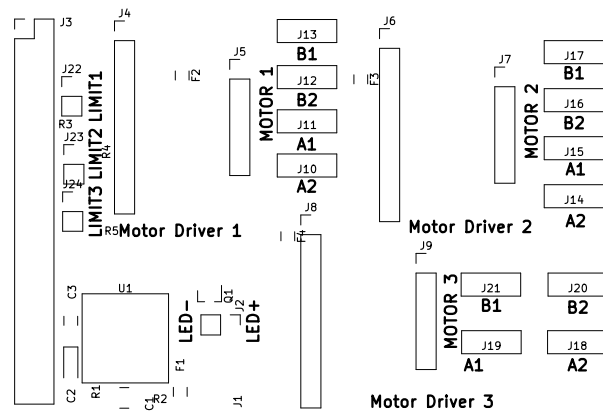 J3
J4
J13
J6
B1
J17
B1
J5
J7
J22
F2
F3
J12
B2
J16
B2
MOTOR 1
MOTOR 2
LIMIT1
R3
J11
A1
J15
A1
J23
LIMIT2
R4
J10
A2
J24
LIMIT3
J14
A2
J8
R5
Motor Driver 1
Motor Driver 2
F4
J9
U1
C3
Q1
J2
LED-
LED+
MOTOR 3
J21
B1
J20
B2
J19
A1
J18
A2
F1
C2
R1
R2
C1
J1
Motor Driver 3